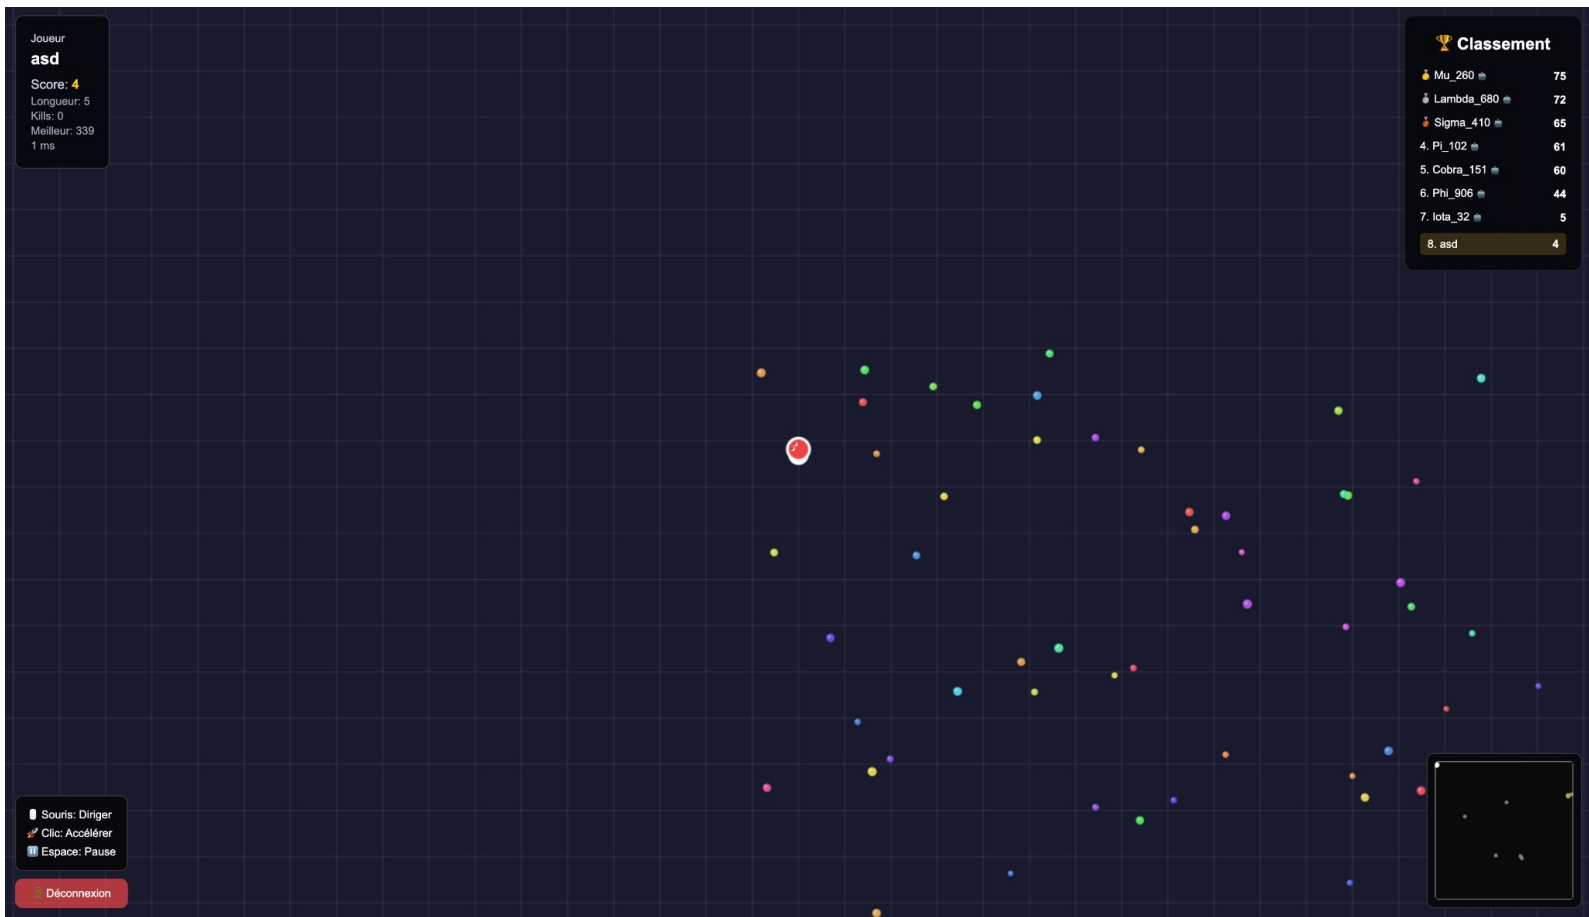 Joueur
asd
Score: 4
Longueur: 5
Kills: 0
Meilleur: 339
1 ms
Classement
Mu_260 75
Lambda_680 72
Sigma_410 65
4. Pi_102 61
5. Cobra_151 60
6. Phi_906 44
7. Iota_32 5
8. asd 4
Souris: Diriger
Clic: Accélérer
Espace: Pause
Déconnexion